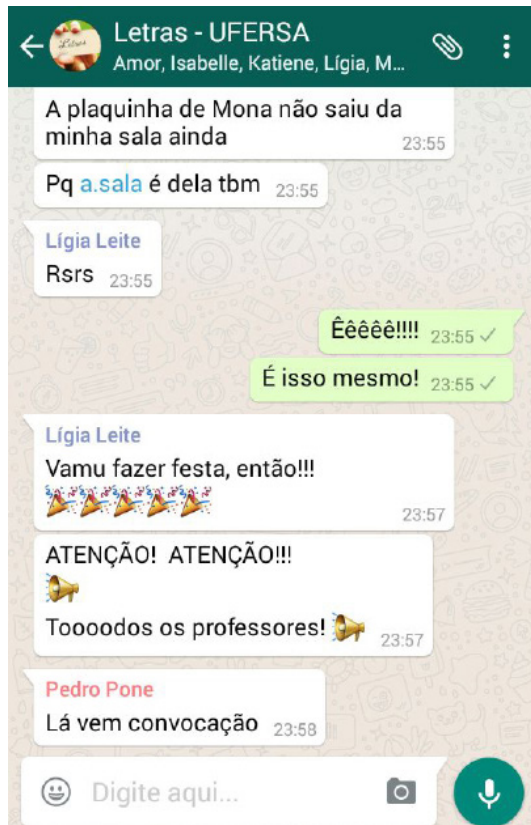 Letras - UFERSA
Amor, Isabelle, Katiene, Lígia, M...
A plaquinha de Mona não saiu da
minha sala ainda 23:55
Pq a.sala é dela tbm 23:55
Lígia Leite
Rsrs 23:55
Êêêêê!!!! 23:55
É isso mesmo! 23:55
Lígia Leite
Vamu fazer festa, então!!!
23:57
ATENÇÃO! ATENÇÃO!!!
Toooodos os professores! 23:57
Pedro Pone
Lá vem convocação 23:58
Digite aqui...